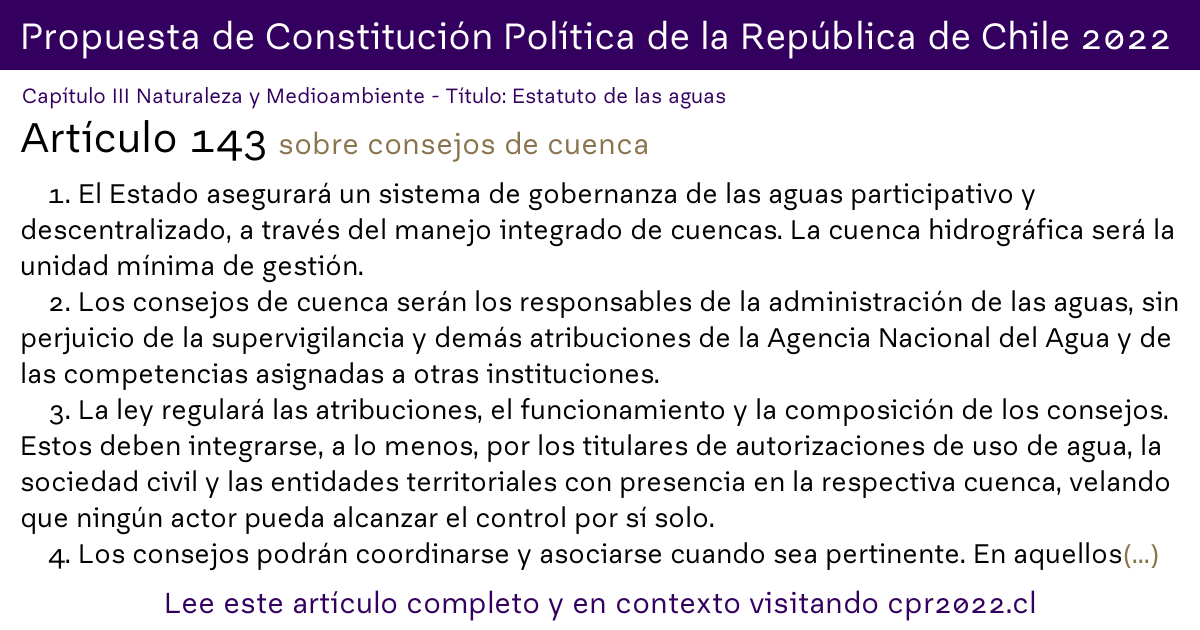 Propuesta de Constitución Política de la República de Chile 2022
Capítulo III Naturaleza y Medioambiente - Título: Estatuto de las aguas
Artículo 143 sobre consejos de cuenca
1. El Estado asegurará un sistema de gobernanza de las aguas participativo y
descentralizado, a través del manejo integrado de cuencas. La cuenca hidrográfica será la
unidad mínima de gestión.
2. Los consejos de cuenca serán los responsables de la administración de las aguas, sin
perjuicio de la supervigilancia y demás atribuciones de la Agencia Nacional del Agua y de
las competencias asignadas a otras instituciones.
3. La ley regulará las atribuciones, el funcionamiento y la composición de los consejos.
Estos deben integrarse, a lo menos, por los titulares de autorizaciones de uso de agua, la
sociedad civil y las entidades territoriales con presencia en la respectiva cuenca, velando
que ningún actor pueda alcanzar el control por sí solo.
4. Los consejos podrán coordinarse y asociarse cuando sea pertinente. En aquellos(...)
Lee este artículo completo y en contexto visitando cpr2022.cl